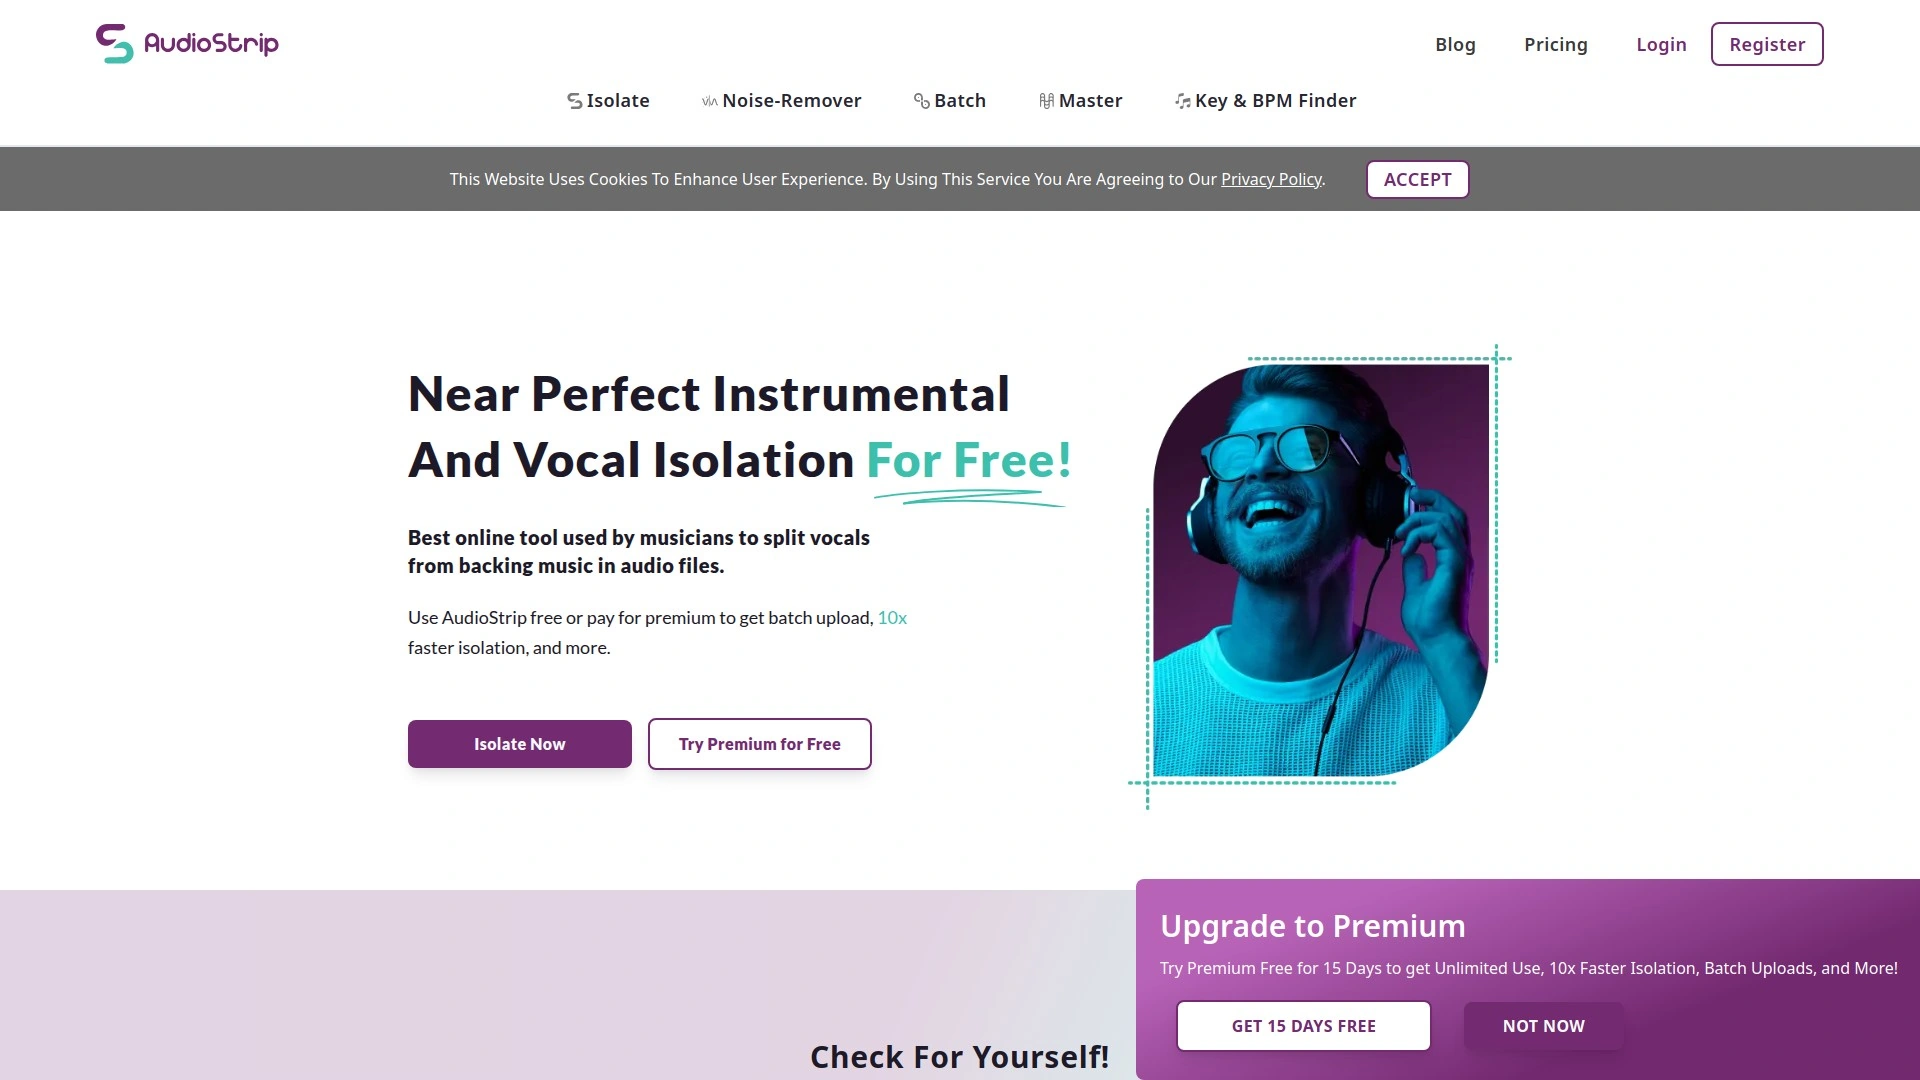 AudioStrip
Blog
Pricing
Login
Register
Isolate
Noise-Remover
Batch
Master
Key & BPM Finder
This Website Uses Cookies To Enhance User Experience. By Using This Service You Are Agreeing to Our Privacy Policy.
ACCEPT
Near Perfect Instrumental
And Vocal Isolation For Free!
Best online tool used by musicians to split vocals
from backing music in audio files.
Use AudioStrip free or pay for premium to get batch upload, 10x
faster isolation, and more.
Isolate Now
Try Premium for Free
Upgrade to Premium
Try Premium Free for 15 Days to get Unlimited Use, 10x Faster Isolation, Batch Uploads, and More!
GET 15 DAYS FREE
NOT NOW
Check For Yourself!